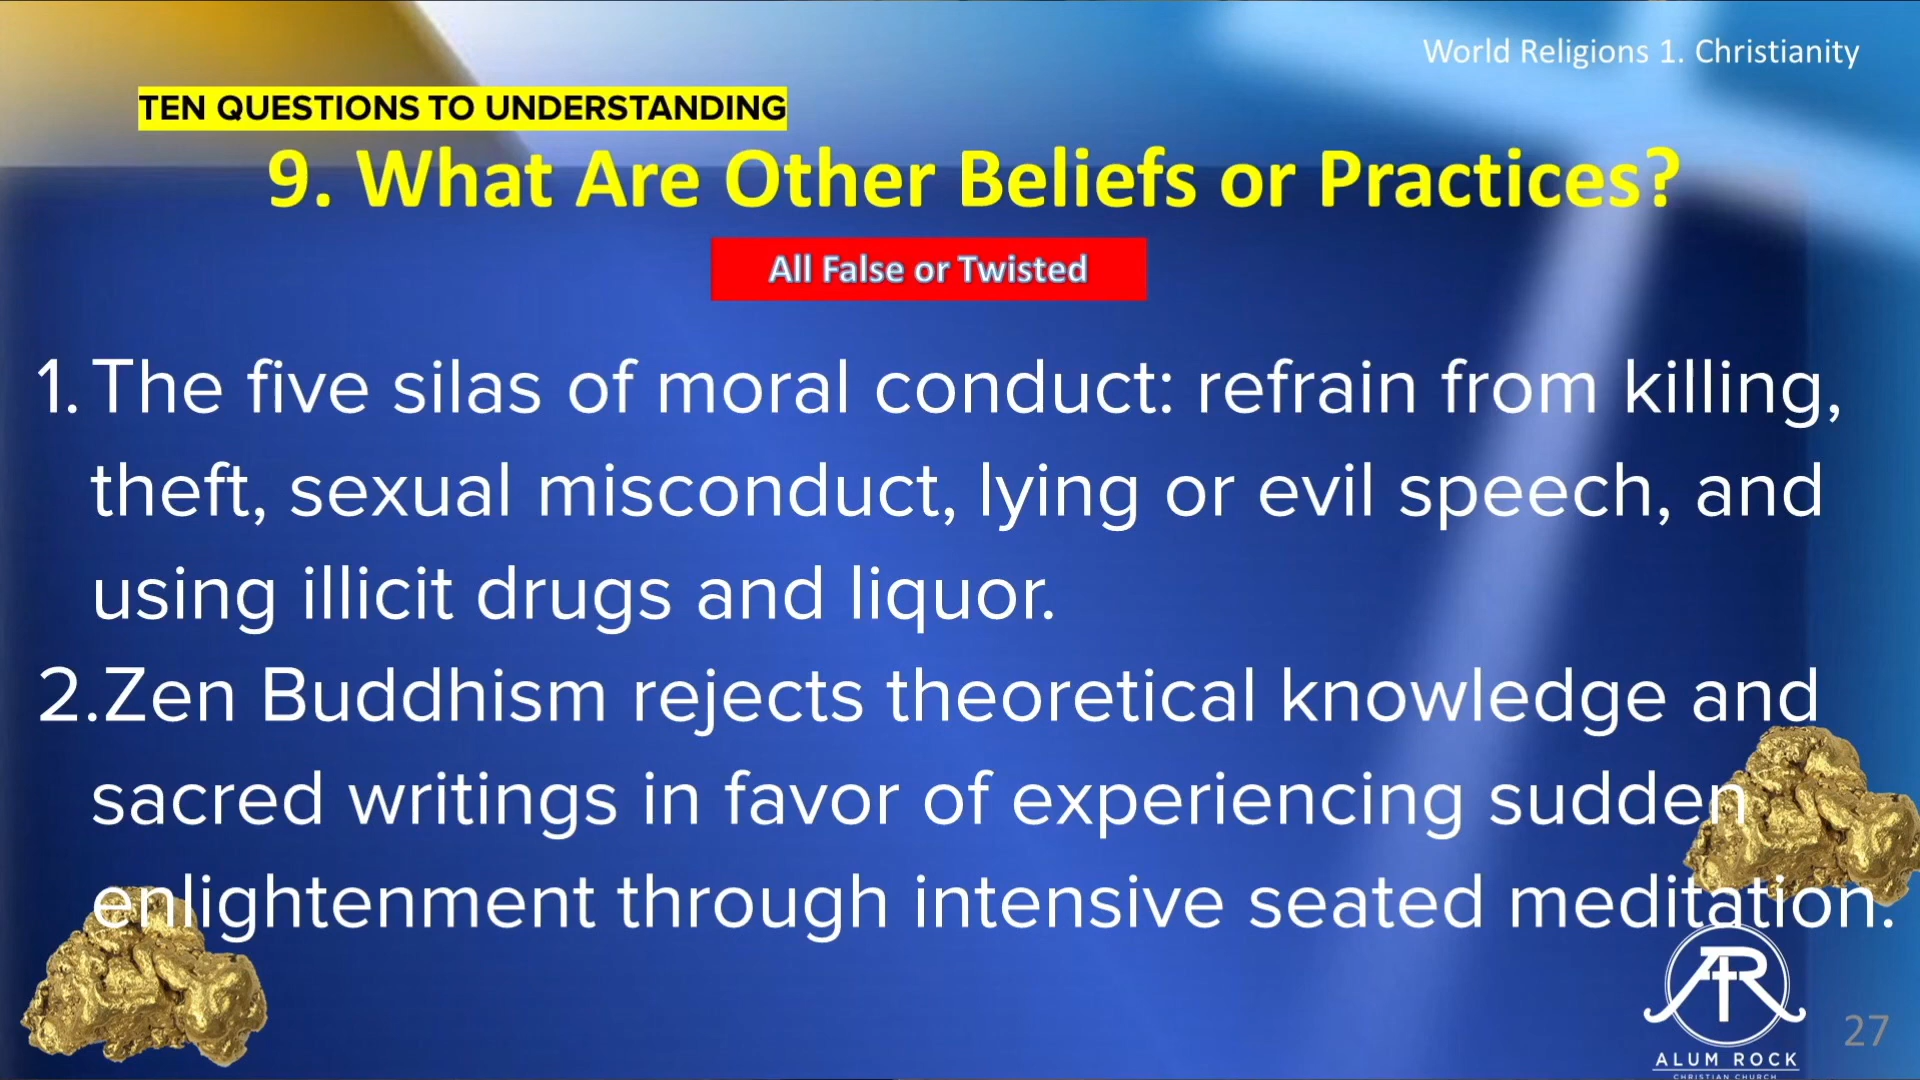 World Religions 1. Christianity
TEN QUESTIONS TO UNDERSTANDING
9. What Are Other Beliefs or Practices?
All False or Twisted
1. The five silas of moral conduct: refrain from killing,
theft, sexual misconduct, lying or evil speech, and
using illicit drugs and liquor.
2. Zen Buddhism rejects theoretical knowledge and
sacred writings in favor of experiencing sudden
enlightenment through intensive seated meditation.
AR
ALUM ROCK
CHRISTIAN CHURCH
27